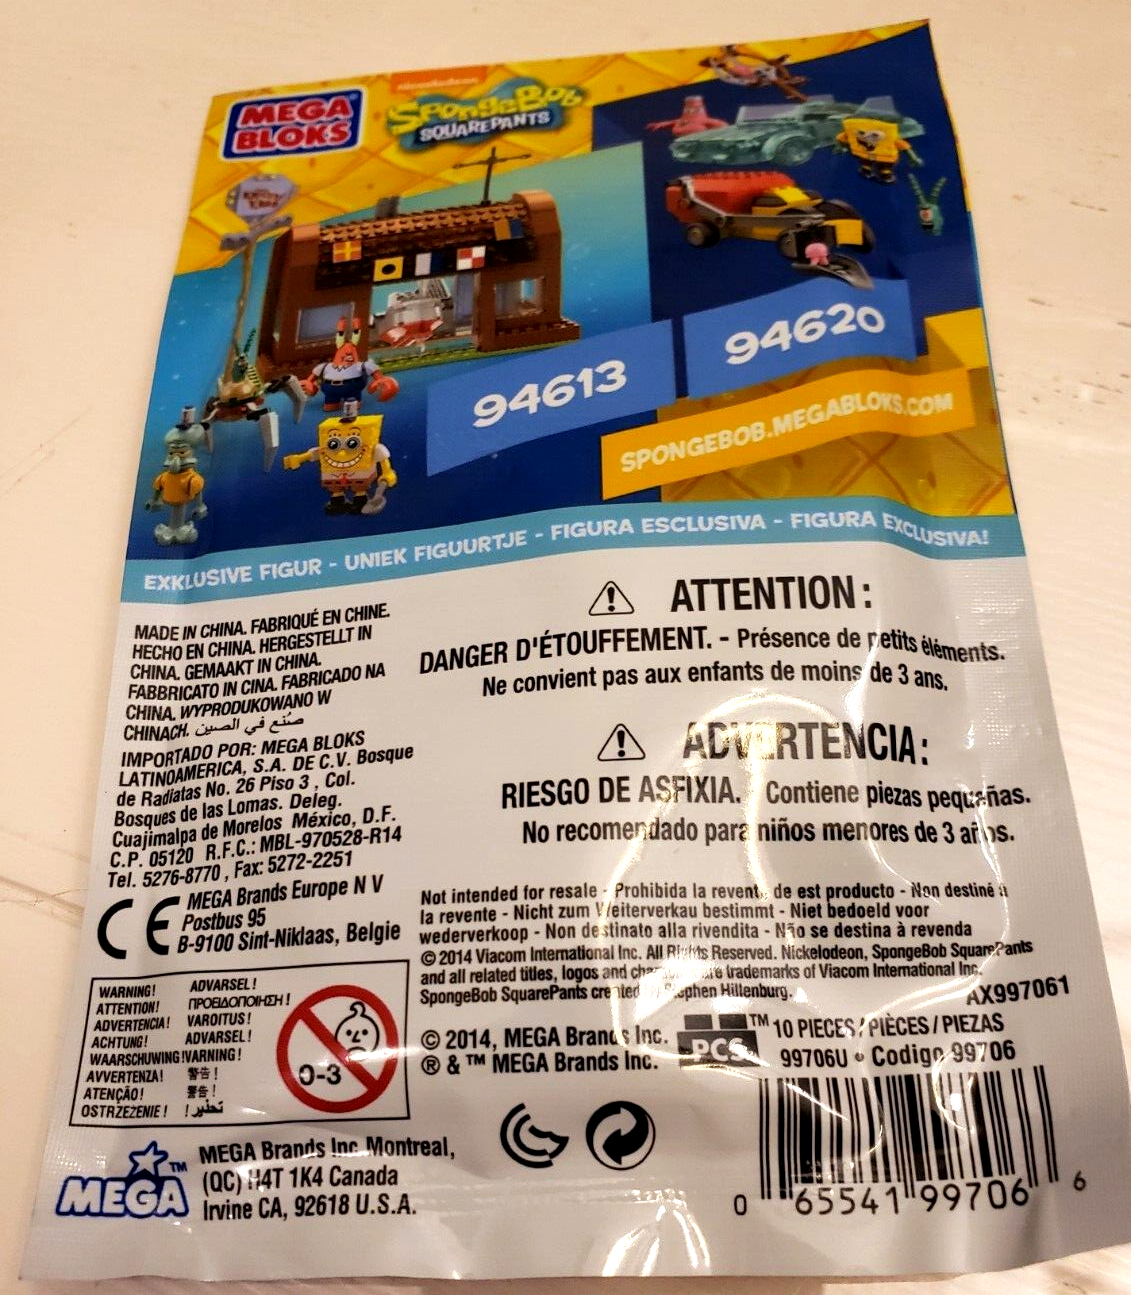 nickelodeon
MEGA
BLOKS
SpongeBob
SQUAREPANTS
THE
KRUSTY
KRAB
94613
94620
SPONGEBOB.MEGABLOKS.COM
EXKLUSIVE FIGUR - UNIEK FIGUURTJE - FIGURA ESCLUSIVA - FIGURA EXCLUSIVA!
MADE IN CHINA. FABRIQUÉ EN CHINE.
HECHO EN CHINA. HERGESTELLT IN
CHINA. GEMAAKT IN CHINA.
FABBRICATO IN CINA. FABRICADO NA
CHINA. WYPRODUKOWANO W
CHINACH. صنع في الصين
IMPORTADO POR: MEGA BLOKS
LATINOAMERICA, S.A. DE C.V. Bosque
de Radiatas No. 26 Piso 3, Col.
Bosques de las Lomas. Deleg.
Cuajimalpa de Morelos México, D.F.
C.P. 05120 R.F.C.: MBL-970528-R14
Tel. 5276-8770, Fax: 5272-2251
CE MEGA Brands Europe N V
Postbus 95
B-9100 Sint-Niklaas, Belgie
ATTENTION:
DANGER D'ÉTOUFFEMENT. - Présence de petits éléments.
Ne convient pas aux enfants de moins de 3 ans.
ADVERTENCIA:
RIESGO DE ASFIXIA. Contiene piezas pequeñas.
No recomendado para niños menores de 3 años.
Not intended for resale - Prohibida la reventa de est producto - Non destiné à
la revente - Nicht zum Weiterverkau bestimmt - Niet bedoeld voor
wederverkoop - Non destinato alla rivendita - Não se destina à revenda
© 2014 Viacom International Inc. All Rights Reserved. Nickelodeon, SpongeBob SquarePants
and all related titles, logos and characters are trademarks of Viacom International Inc.
SpongeBob SquarePants created by Stephen Hillenburg.
AX997061
© 2014, MEGA Brands Inc.
® & ™ MEGA Brands Inc.
PCS ™ 10 PIECES / PIÈCES / PIEZAS
99706U • Codigo 99706
WARNING! ADVARSEL!
ATTENTION! ΠΡΟΕΙΔΟΠΟΙΗΣΗ!
ADVERTENCIA! VAROITUS!
ACHTUNG! ADVARSEL!
WAARSCHUWING! VARNING!
AVVERTENZA! 警告!
ATENÇÃO! 警告!
OSTRZEŻENIE! تحذير!
0-3
MEGA™
MEGA Brands Inc. Montreal,
(QC) H4T 1K4 Canada
Irvine CA, 92618 U.S.A.
0 65541 99706 6